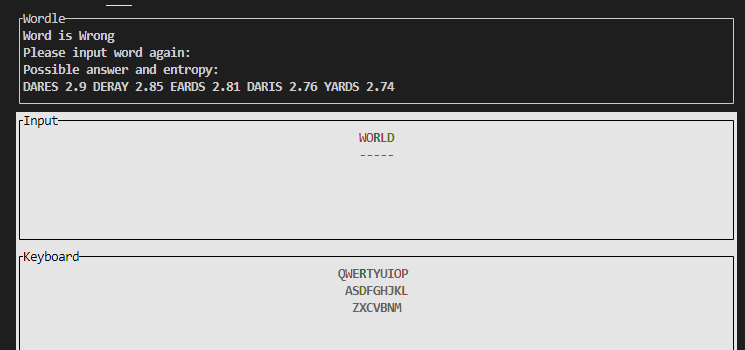 Wordle
Word is Wrong
Please input word again:
Possible answer and entropy:
DARES 2.9 DERAY 2.85 EARDS 2.81 DARIS 2.76 YARDS 2.74
Input
WORLD
-----
Keyboard
QWERTYUIOP
ASDFGHJKL
ZXCVBNM